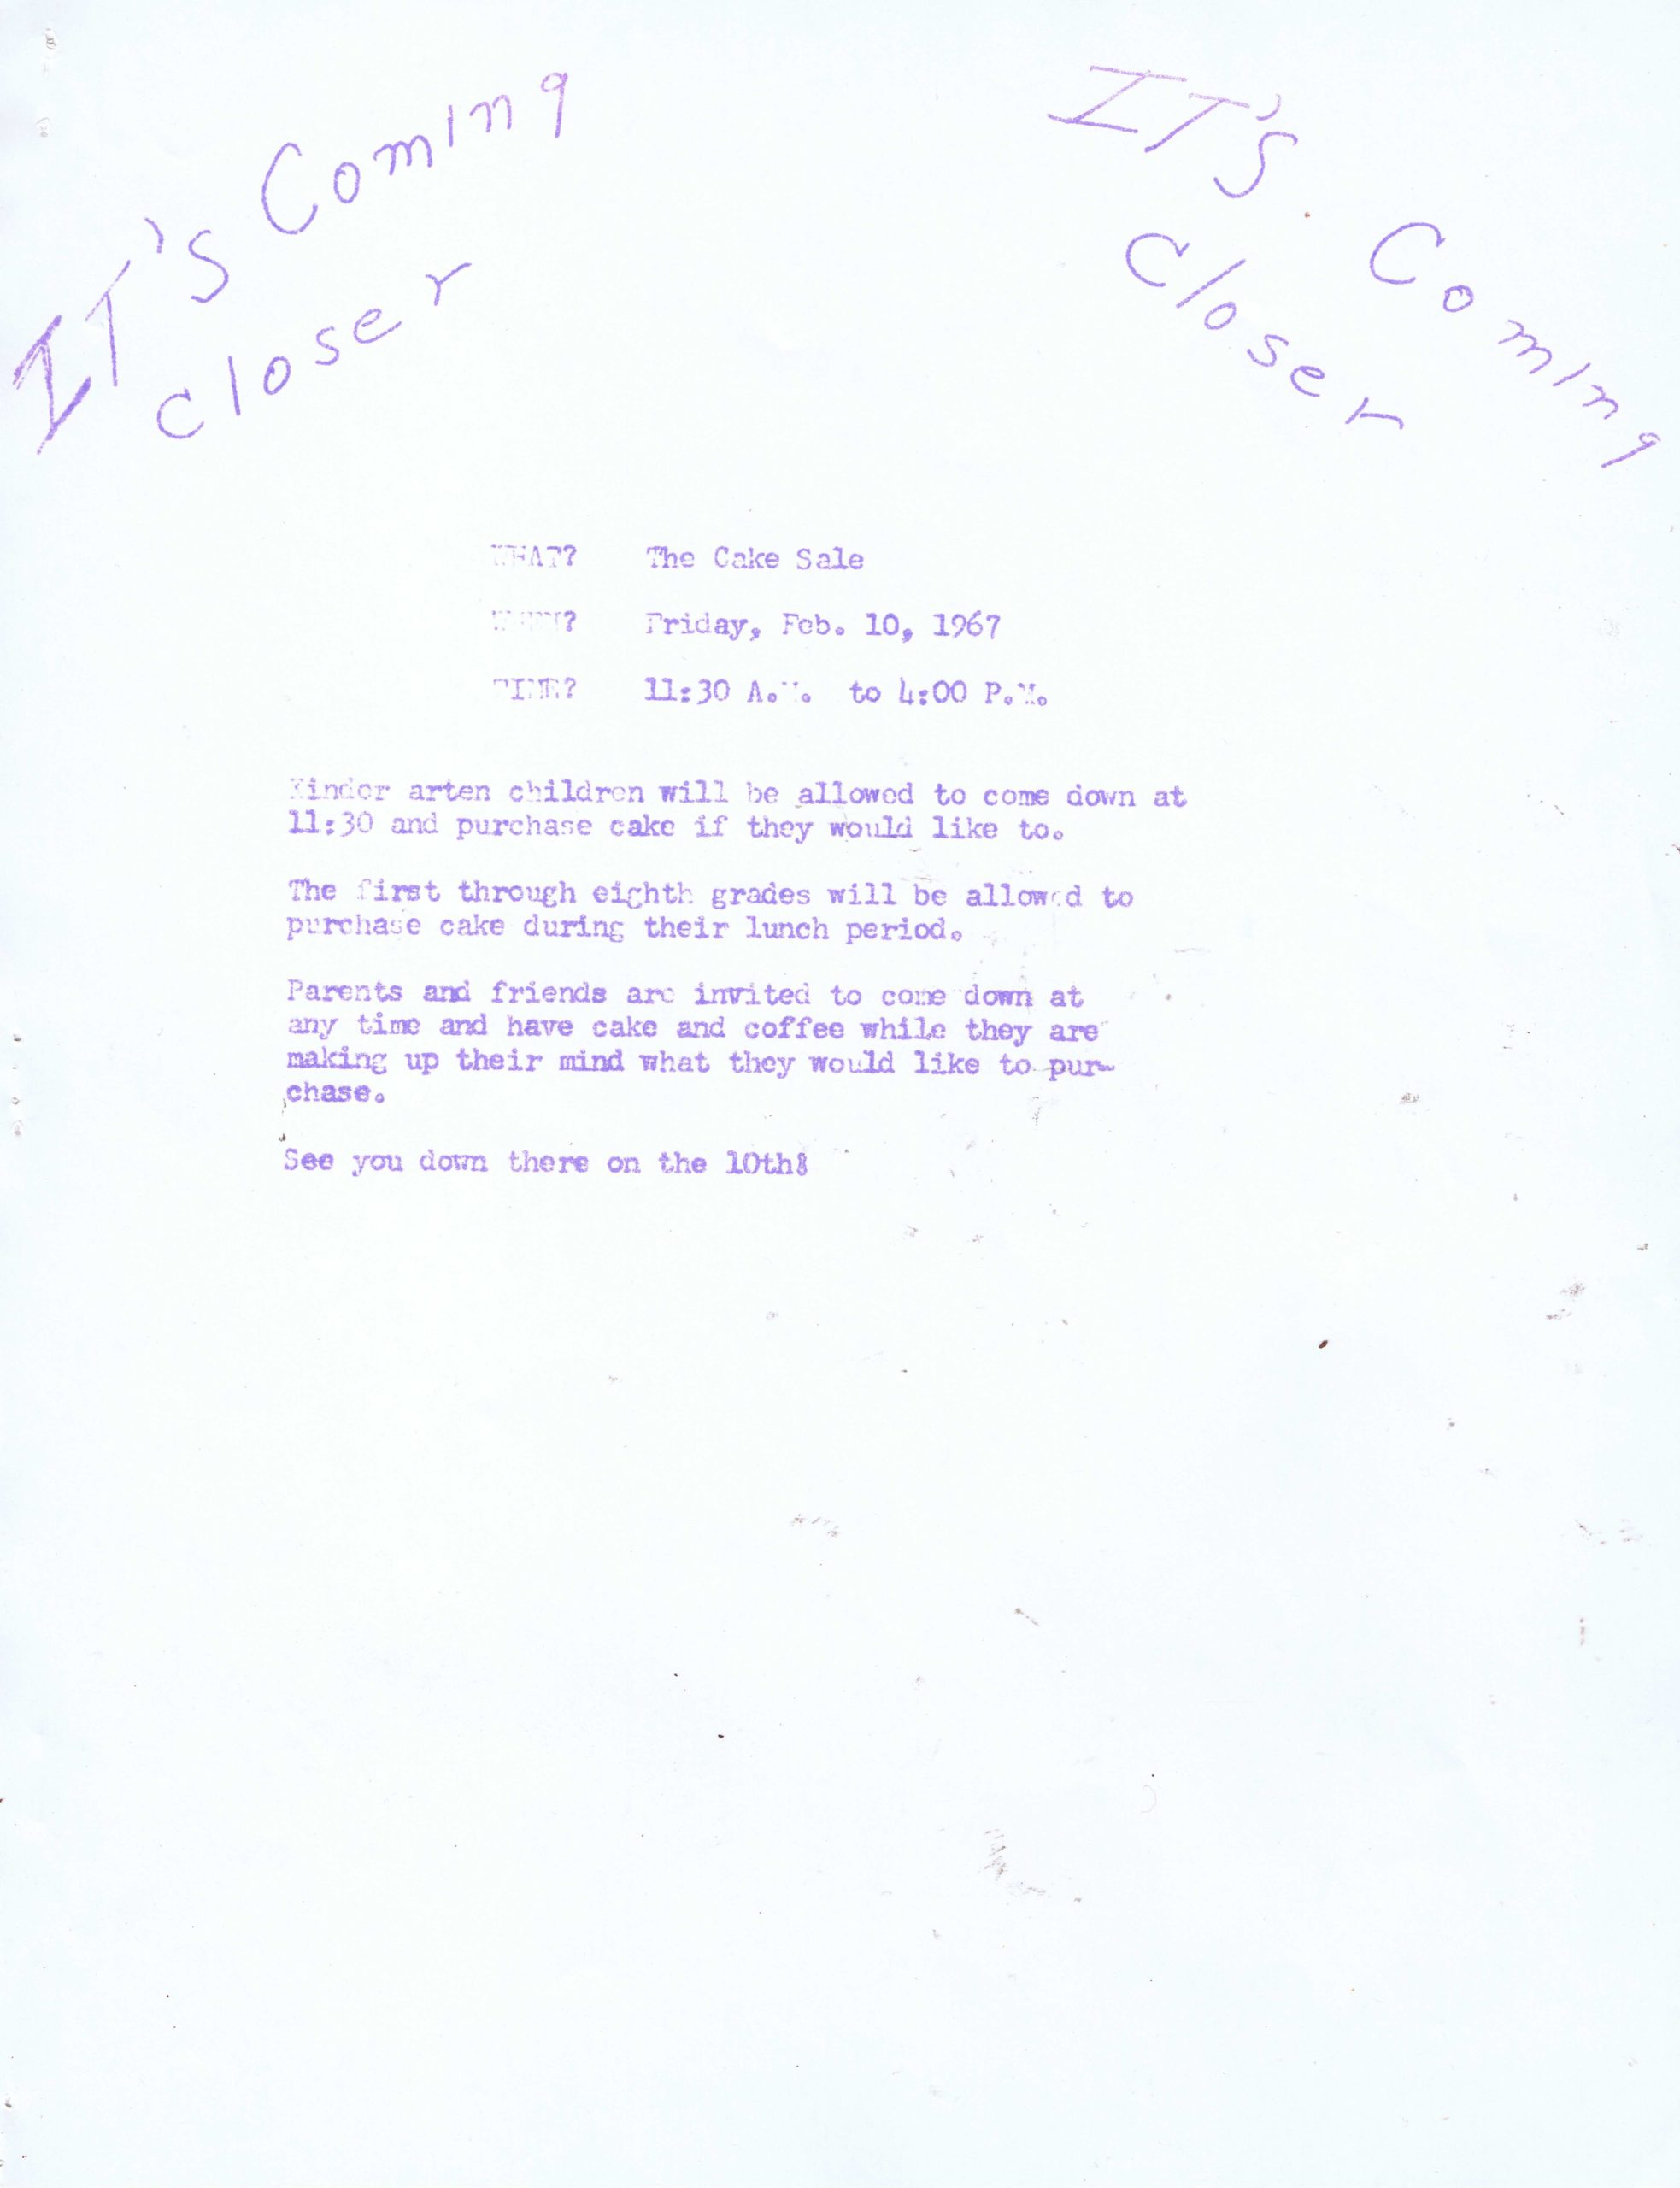 IT's Coming
Closer
IT's Coming
Closer
WHAT? The Cake Sale
WHEN? Friday, Feb. 10, 1967
TIME? 11:30 A.M. to 4:00 P.M.
Kinder arten children will be allowed to come down at
11:30 and purchase cake if they would like to.
The first through eighth grades will be allowed to
purchase cake during their lunch period.
Parents and friends are invited to come down at
any time and have cake and coffee while they are
making up their mind what they would like to pur-
chase.
See you down there on the 10th!